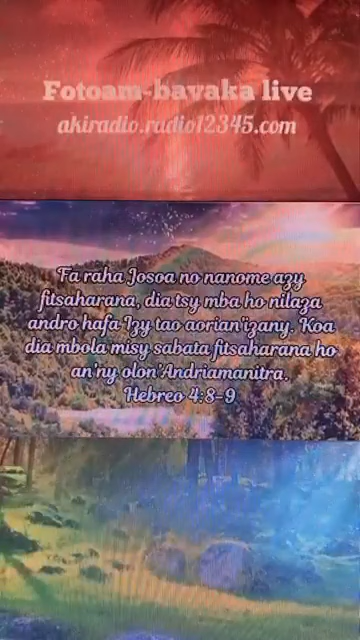 Fotoam-bavaka live
akiradio.radio12345.com
Fa raha Josoa no nanome azy
fitsaharana, dia tsy mba ho nilaza
andro hafa Izy tao aorian'izany. Koa
dia mbola misy sabata fitsaharana ho
an'ny olon'Andriamanitra.
Hebreo 4:8-9